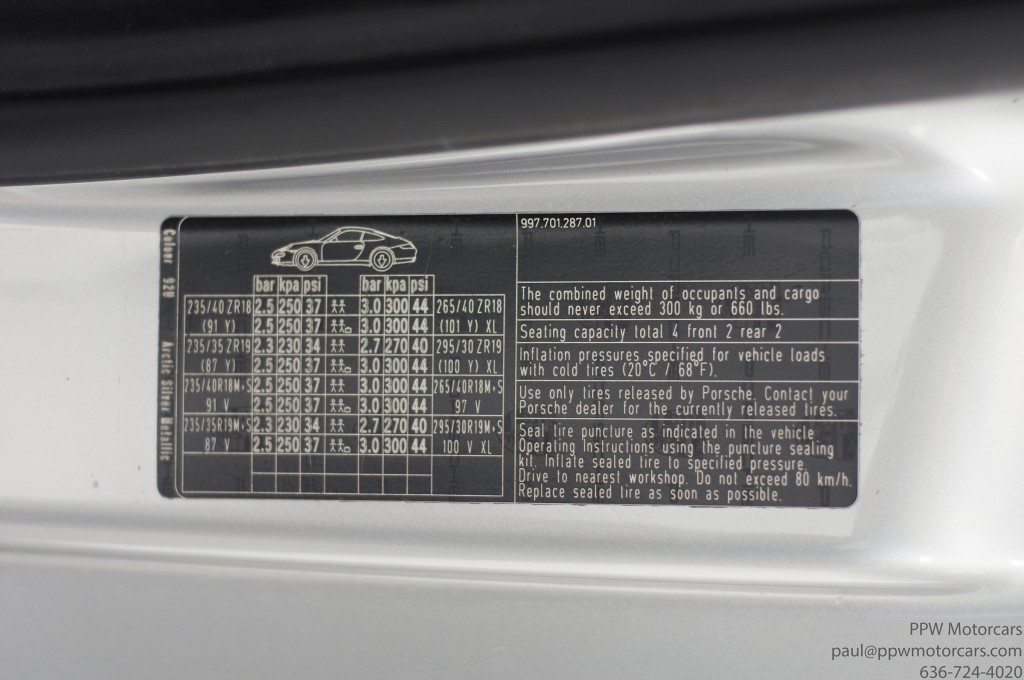 Colour 920 Arctic Silver Metallic
997.701.287.01
bar kpa psi bar kpa psi
235/40 ZR18 2.5 250 37 3.0 300 44 265/40 ZR18
(91 Y) 2.5 250 37 3.0 300 44 (101 Y) XL
235/35 ZR19 2.3 230 34 2.7 270 40 295/30 ZR19
(87 Y) 2.5 250 37 3.0 300 44 (100 Y) XL
235/40R18M+S 2.5 250 37 3.0 300 44 265/40R18M+S
91 V 2.5 250 37 3.0 300 44 97 V
235/35R19M+S 2.3 230 34 2.7 270 40 295/30R19M+S
87 V 2.5 250 37 3.0 300 44 100 V XL
The combined weight of occupants and cargo
should never exceed 300 kg or 660 lbs.
Seating capacity total 4 front 2 rear 2
Inflation pressures specified for vehicle loads
with cold tires (20°C / 68°F).
Use only tires released by Porsche. Contact your
Porsche dealer for the currently released tires.
Seal tire puncture as indicated in the vehicle
Operating Instructions using the puncture sealing
kit. Inflate sealed tire to specified pressure.
Drive to nearest workshop. Do not exceed 80 km/h.
Replace sealed tire as soon as possible.
PPW Motorcars
paul@ppwmotorcars.com
636-724-4020